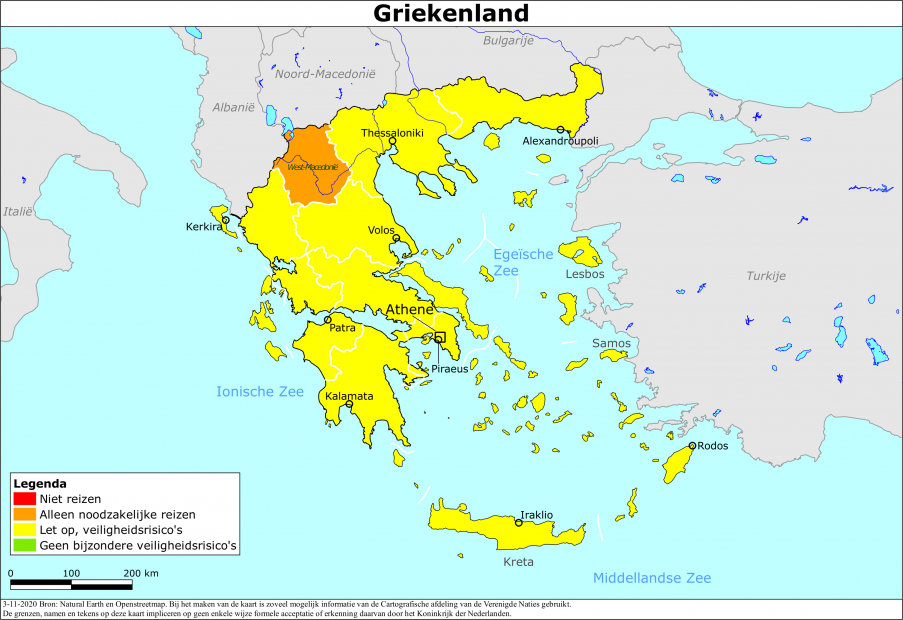 Griekenland
Bulgarije
Noord-Macedonië
Albanië
Thessaloniki
Alexandroupoli
West-Macedonië
Italië
Kerkira
Volos
Egeïsche
Zee
Lesbos
Turkije
Athene
Patra
Samos
Piraeus
Ionische Zee
Kalamata
Rodos
Legenda
Niet reizen
Alleen noodzakelijke reizen
Let op, veiligheidsrisico's
Geen bijzondere veiligheidsrisico's
Iraklio
Kreta
0 100 200 km
Middellandse Zee
3-11-2020 Bron: Natural Earth en Openstreetmap. Bij het maken van de kaart is zoveel mogelijk informatie van de Cartografische afdeling van de Verenigde Naties gebruikt.
De grenzen, namen en tekens op deze kaart impliceren op geen enkele wijze formele acceptatie of erkenning daarvan door het Koninkrijk der Nederlanden.